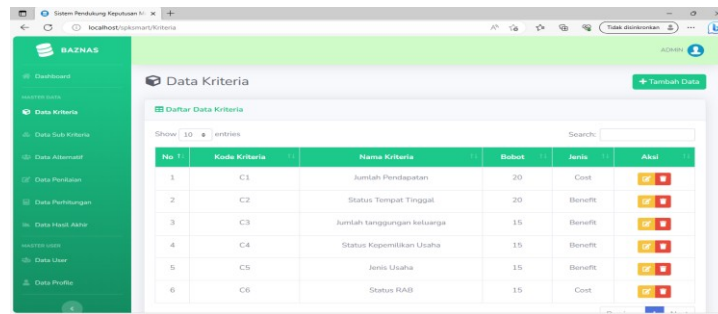 Sistem Pendukung Keputusan M
localhost/spksmart/Kriteria
Tidak disinkronkan
BAZNAS
ADMIN
Dashboard
MASTER DATA
Data Kriteria
Data Sub Kriteria
Data Alternatif
Data Penilaian
Data Perhitungan
Data Hasil Akhir
MASTER USER
Data User
Data Profile
Data Kriteria
+ Tambah Data
Daftar Data Kriteria
Show 10 entries
Search:
No Kode Kriteria Nama Kriteria Bobot Jenis Aksi
1 C1 Jumlah Pendapatan 20 Cost
2 C2 Status Tempat Tinggal 20 Benefit
3 C3 Jumlah tanggungan keluarga 15 Benefit
4 C4 Status Kepemilikan Usaha 15 Benefit
5 C5 Jenis Usaha 15 Benefit
6 C6 Status RAB 15 Cost